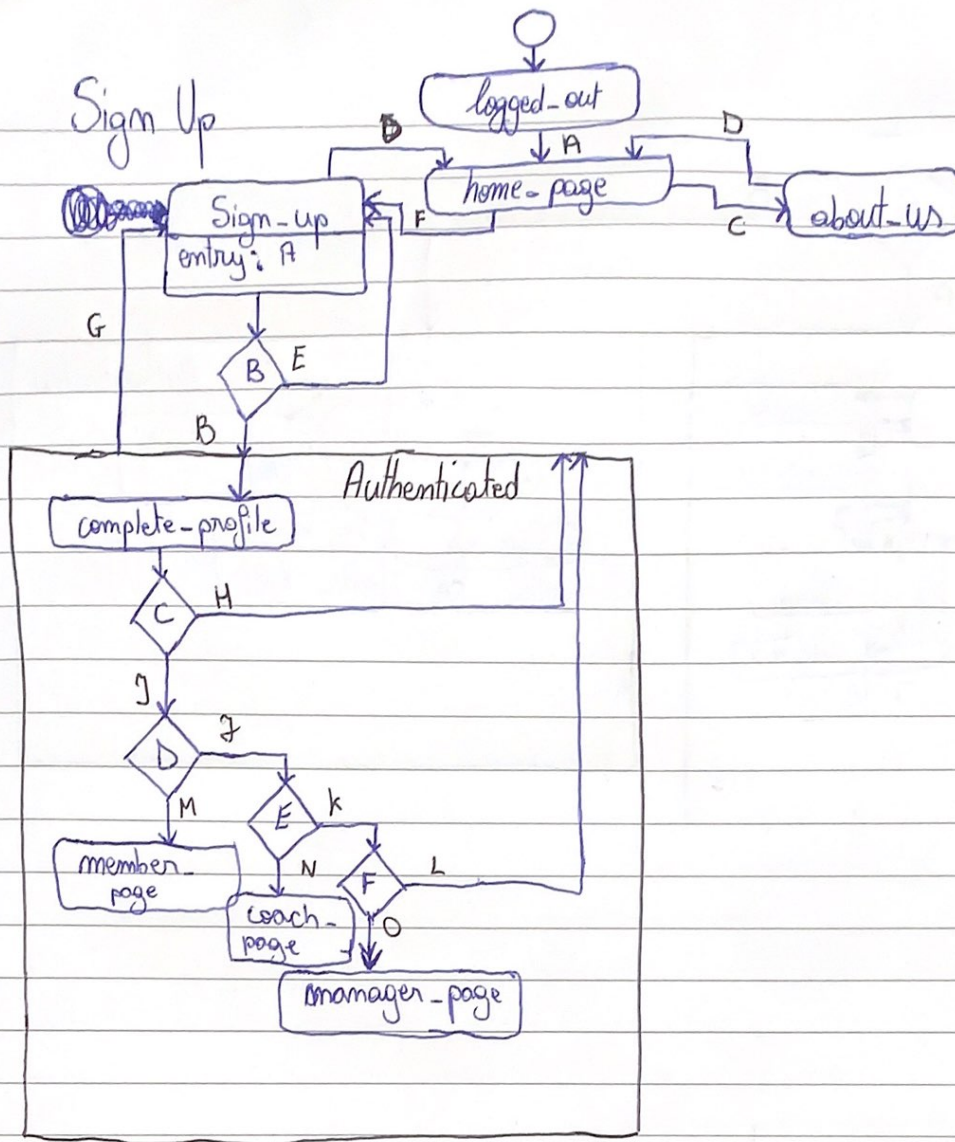 Sign Up
logged_out
A
D
D
home_page
Sign_up
entry: A
F
C
about_us
G
B
E
B
Authenticated
complete_profile
C
H
J
D
J
M
E
K
member_
page
N
F
L
coach_
page
O
manager_page